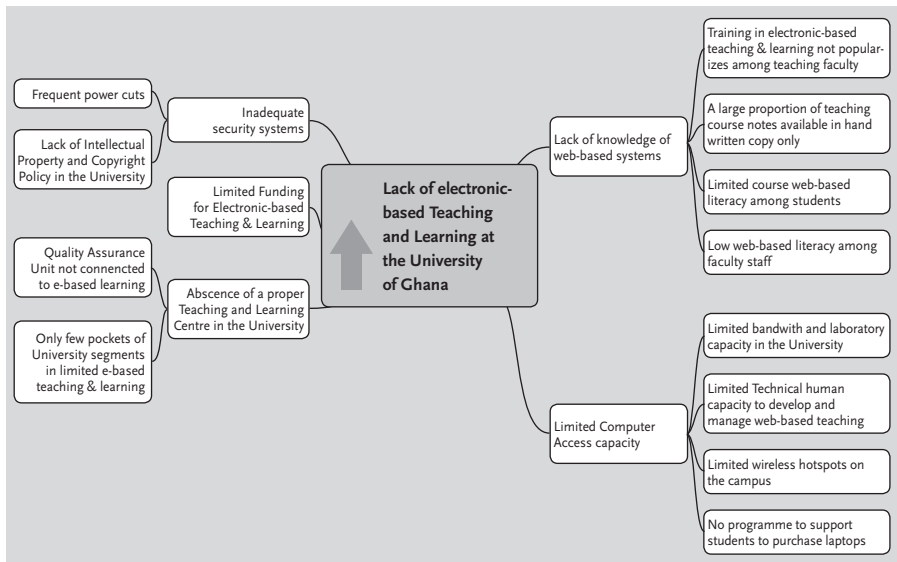 Frequent power cuts
Lack of Intellectual
Property and Copyright
Policy in the University
Inadequate
security systems
Limited Funding
for Electronic-based
Teaching & Learning
Quality Assurance
Unit not connencted
to e-based learning
Only few pockets of
University segments
in limited e-based
teaching & learning
Abscence of a proper
Teaching and Learning
Centre in the University
Lack of electronic-
based Teaching
and Learning at
the University
of Ghana
Lack of knowledge of
web-based systems
Training in electronic-based
teaching & learning not popular-
izes among teaching faculty
A large proportion of teaching
course notes available in hand
written copy only
Limited course web-based
literacy among students
Low web-based literacy among
faculty staff
Limited Computer
Access capacity
Limited bandwith and laboratory
capacity in the University
Limited Technical human
capacity to develop and
manage web-based teaching
Limited wireless hotspots on
the campus
No programme to support
students to purchase laptops